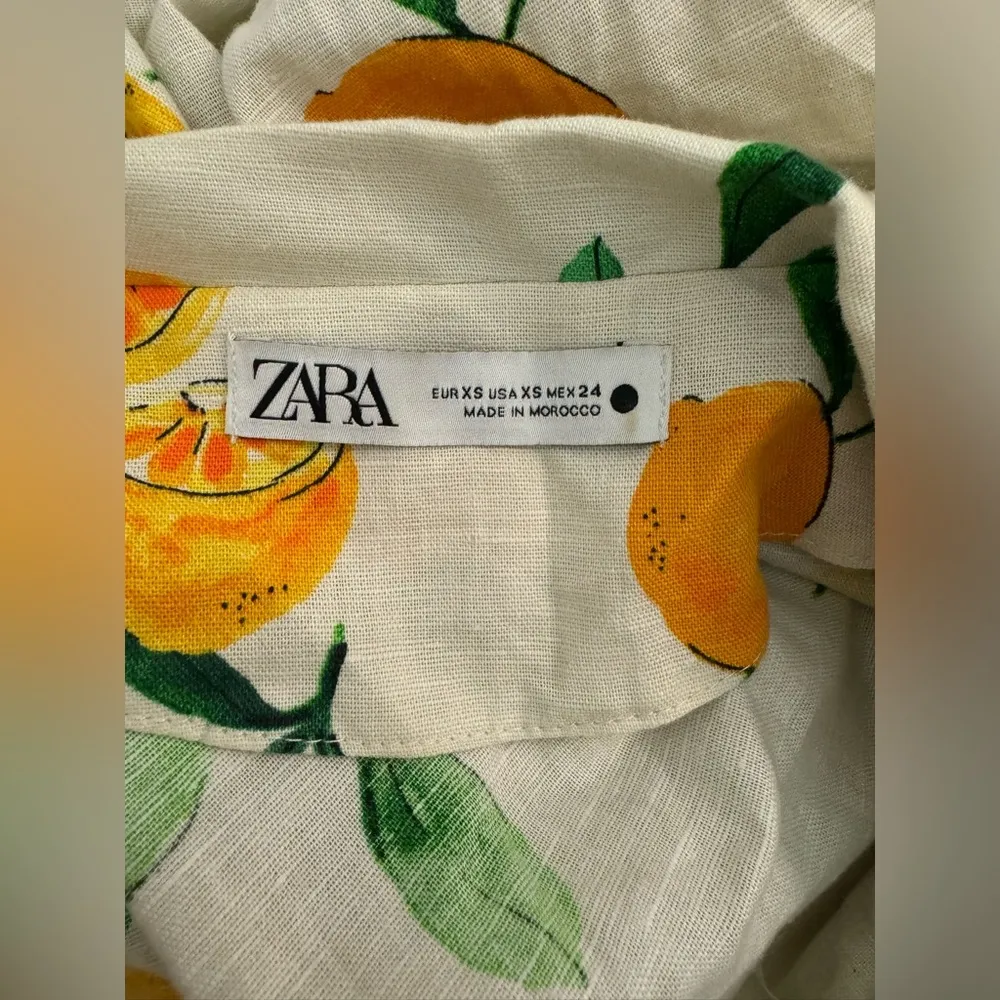 ZARA
EUR XS USA XS MEX 24
MADE IN MOROCCO